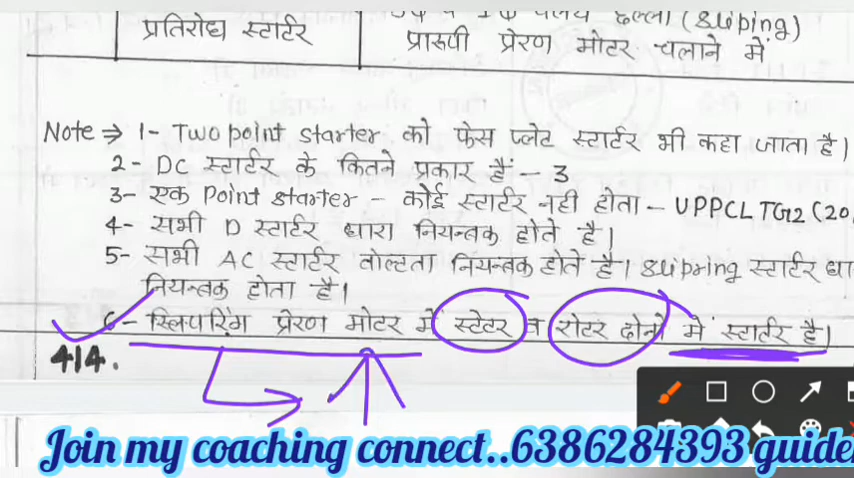 प्रतिरोध स्टार्टर
(Sliping)
प्रारुपी प्रेरण मोटर चलाने में
Note ⇒ 1- Two point starter को फेस प्लेट स्टार्टर भी कहा जाता है।
2- DC स्टार्टर के कितने प्रकार हैं - 3
3- एक Point starter - कोई स्टार्टर नही होता - UPPCL TG2 (20
4- सभी D स्टार्टर धारा नियन्त्रक होते है।
5- सभी AC स्टार्टर वोल्टता नियन्त्रक होते है। Slipring स्टार्टर धा
नियन्त्रक होता है।
6- स्लिपरिंग प्रेरण मोटर में स्टेटर व रोटर दोनो में स्टार्टर है।
414.
Join my coaching connect..6386284393 guide